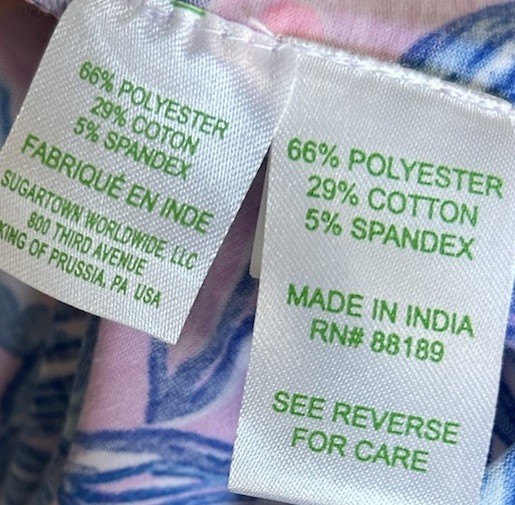 66% POLYESTER
29% COTON
5% SPANDEX
FABRIQUÉ EN INDE
SUGARTOWN WORLDWIDE, LLC
800 THIRD AVENUE
KING OF PRUSSIA, PA USA
66% POLYESTER
29% COTTON
5% SPANDEX
MADE IN INDIA
RN# 88189
SEE REVERSE
FOR CARE